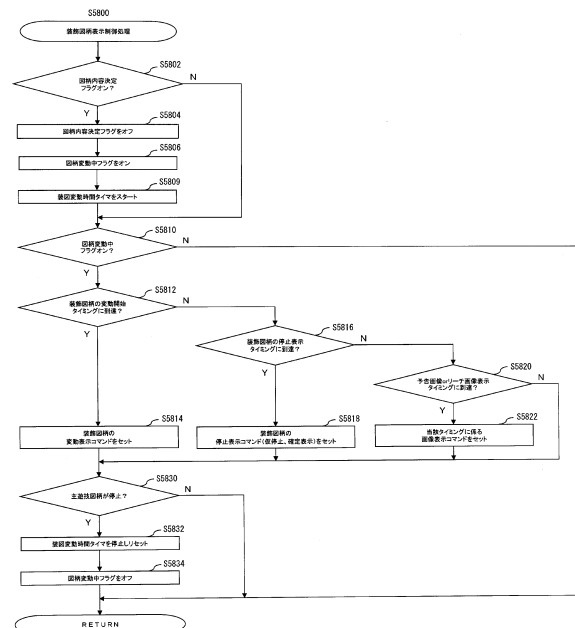 S5800
装飾図柄表示制御処理
S5802
図柄内容決定
フラグオン？
N
Y
S5804
図柄内容決定フラグをオフ
S5806
図柄変動中フラグをオン
S5809
装図変動時間タイマをスタート
S5810
図柄変動中
フラグオン？
N
Y
S5812
装飾図柄の変動開始
タイミングに到達？
N
Y
S5816
装飾図柄の停止表示
タイミングに到達？
N
Y
S5820
予告画像orリーチ画像表示
タイミングに到達？
N
Y
S5814
装飾図柄の
変動表示コマンドをセット
S5818
装飾図柄の
停止表示コマンド(仮停止、確定表示)をセット
S5822
当該タイミングに係る
画像表示コマンドをセット
S5830
主遊技図柄が停止？
N
Y
S5832
装図変動時間タイマを停止しリセット
S5834
図柄変動中フラグをオフ
RETURN